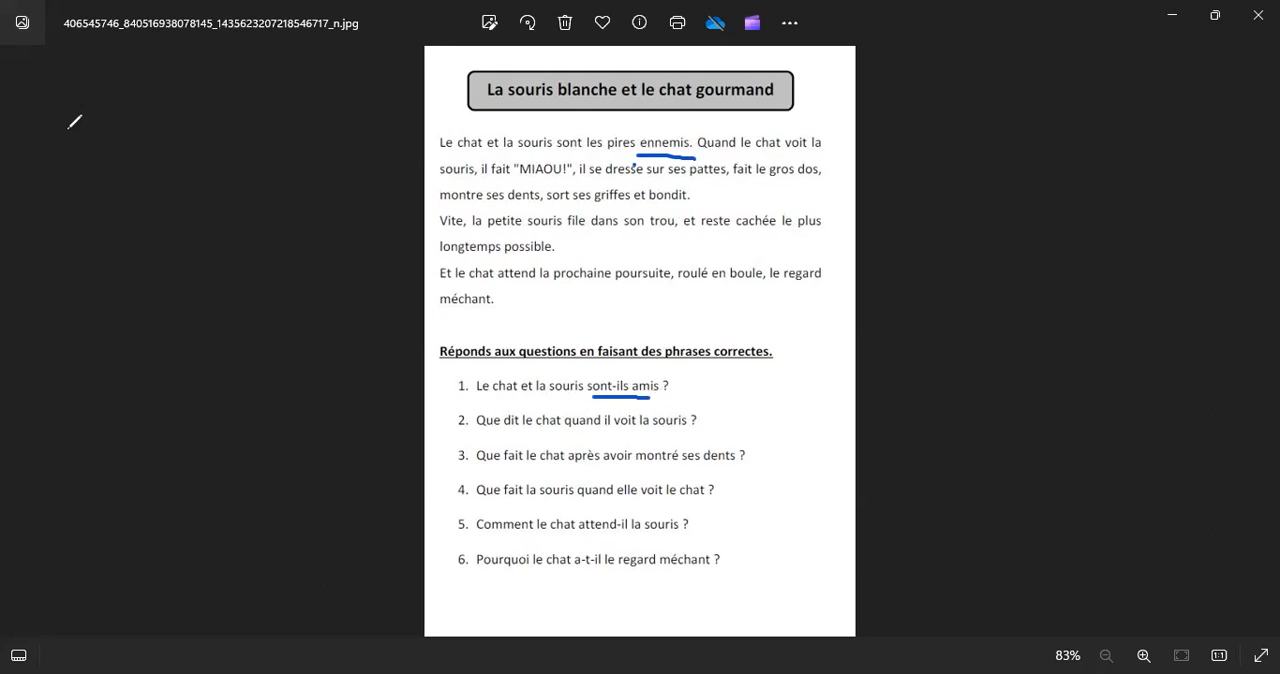 406545746_840516938078145_1435623207218546717_n.jpg
La souris blanche et le chat gourmand
Le chat et la souris sont les pires ennemis. Quand le chat voit la
souris, il fait "MIAOU!", il se dresse sur ses pattes, fait le gros dos,
montre ses dents, sort ses griffes et bondit.
Vite, la petite souris file dans son trou, et reste cachée le plus
longtemps possible.
Et le chat attend la prochaine poursuite, roulé en boule, le regard
méchant.
Réponds aux questions en faisant des phrases correctes.
1. Le chat et la souris sont-ils amis ?
2. Que dit le chat quand il voit la souris ?
3. Que fait le chat après avoir montré ses dents ?
4. Que fait la souris quand elle voit le chat ?
5. Comment le chat attend-il la souris ?
6. Pourquoi le chat a-t-il le regard méchant ?
83%
1:1